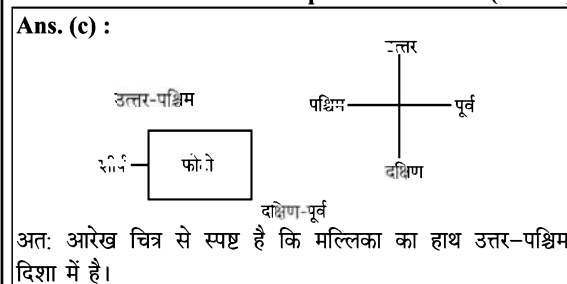 Ans. (c) :
उत्तर
उत्तर-पश्चिम
पश्चिम
पूर्व
फोटो
दक्षिण
दक्षिण-पूर्व
अत: आरेख चित्र से स्पष्ट है कि मल्लिका का हाथ उत्तर-पश्चिम
दिशा में है।